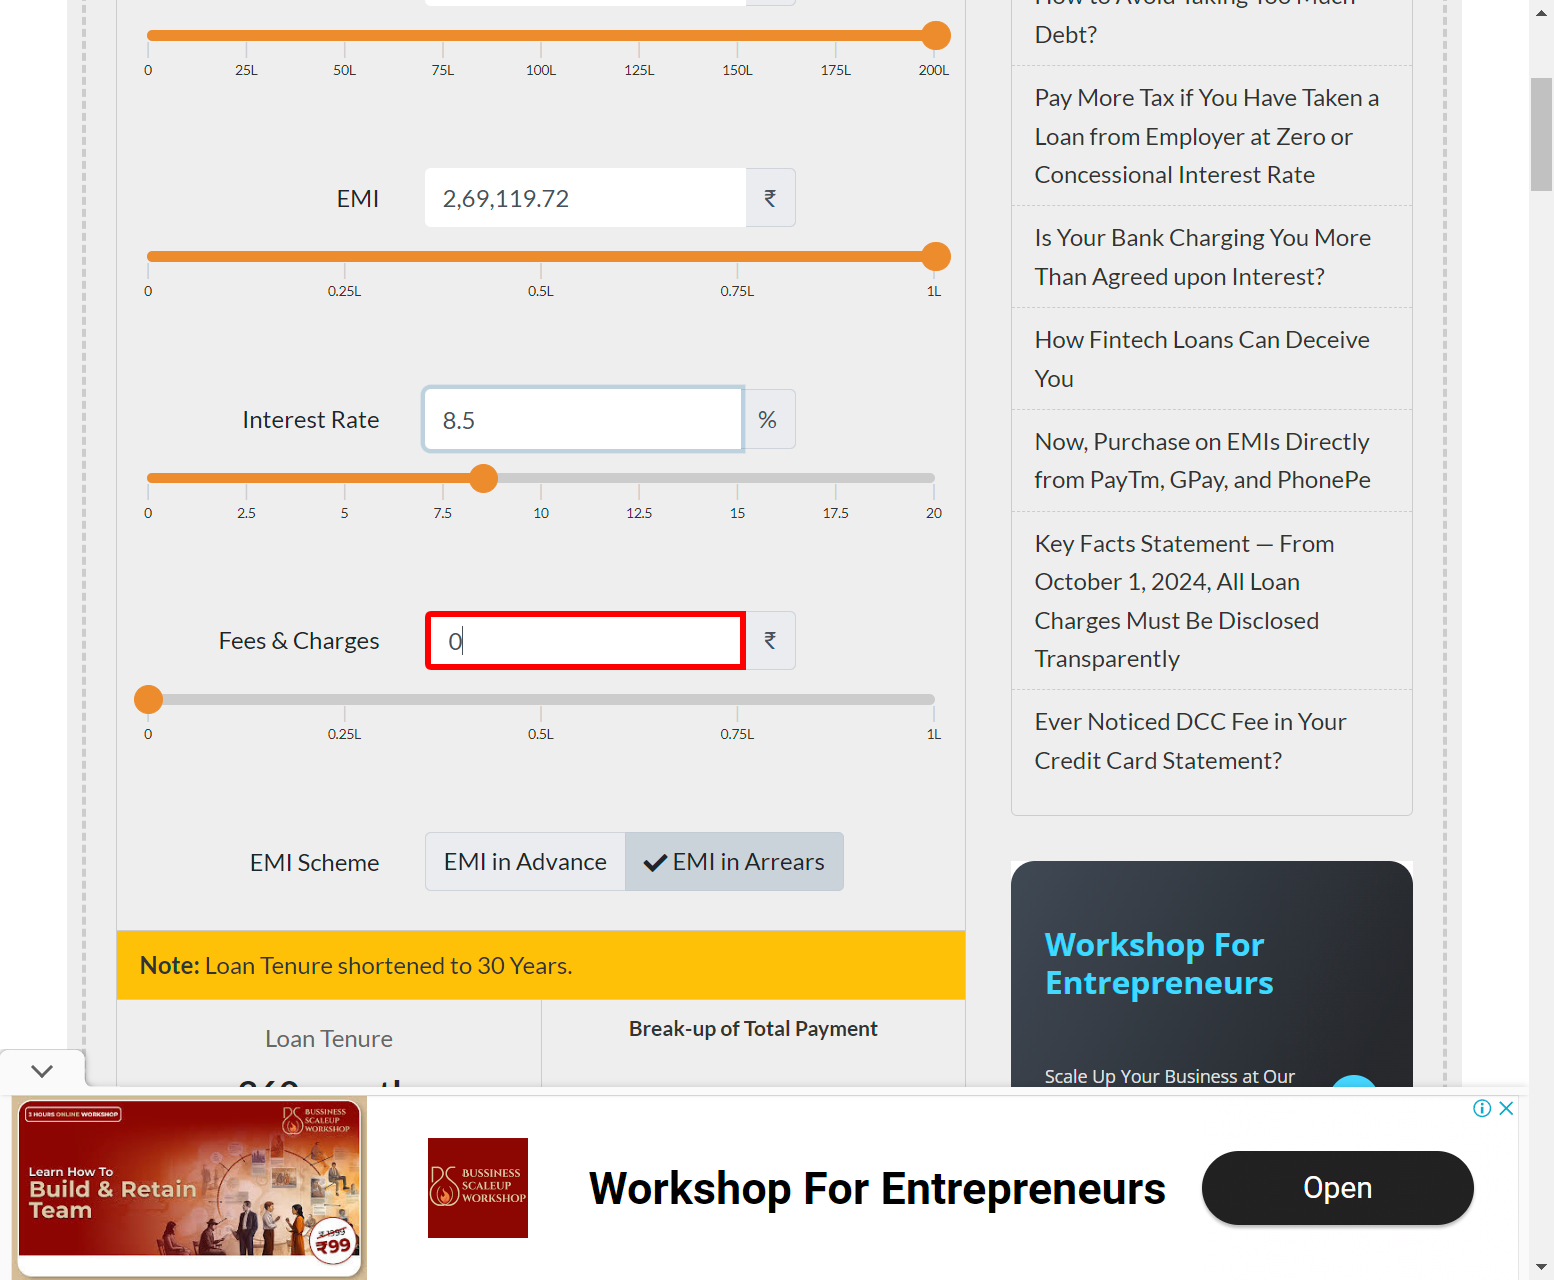 0
25L
50L
75L
100L
125L
150L
175L
200L
EMI
2,69,119.72
₹
0
0.25L
0.5L
0.75L
1L
Interest Rate
8.5
%
0
2.5
5
7.5
10
12.5
15
17.5
20
Fees & Charges
0
₹
0
0.25L
0.5L
0.75L
1L
EMI Scheme
EMI in Advance
EMI in Arrears
Note: Loan Tenure shortened to 30 Years.
Loan Tenure
Break-up of Total Payment
How to Avoid Taking Too Much
Debt?
Pay More Tax if You Have Taken a
Loan from Employer at Zero or
Concessional Interest Rate
Is Your Bank Charging You More
Than Agreed upon Interest?
How Fintech Loans Can Deceive
You
Now, Purchase on EMIs Directly
from PayTm, GPay, and PhonePe
Key Facts Statement — From
October 1, 2024, All Loan
Charges Must Be Disclosed
Transparently
Ever Noticed DCC Fee in Your
Credit Card Statement?
Workshop For
Entrepreneurs
Scale Up Your Business at Our
3 HOURS ONLINE WORKSHOP
BUSSINESS
SCALEUP
WORKSHOP
Learn How To
Build & Retain
Team
₹ 1399
₹99
BUSSINESS
SCALEUP
WORKSHOP
Workshop For Entrepreneurs
Open